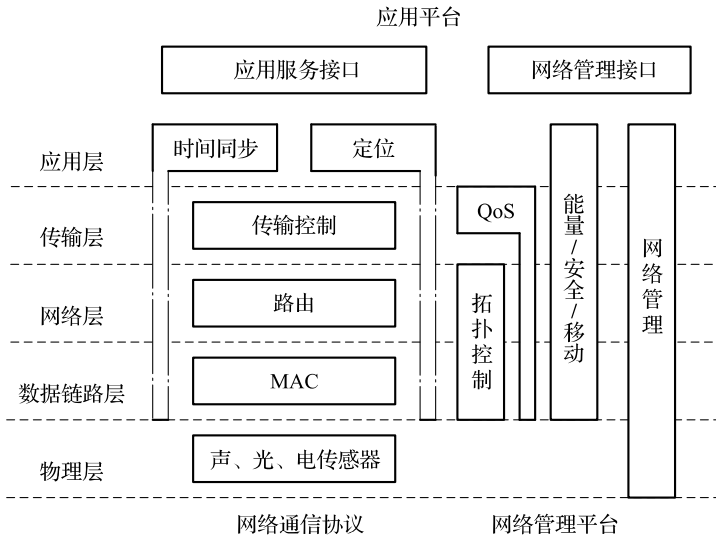 应用平台
应用服务接口
网络管理接口
应用层
时间同步
定位
传输层
传输控制
QoS
能量/安全/移动
网络管理
网络层
路由
拓扑控制
数据链路层
MAC
物理层
声、光、电传感器
网络通信协议
网络管理平台